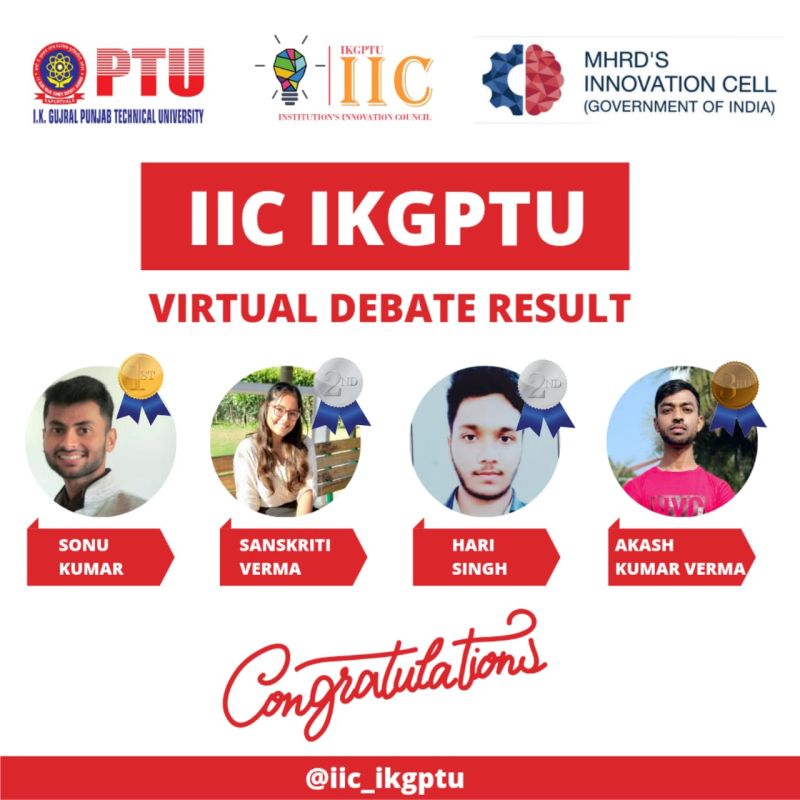 PTU
KAPURTHALA
I.K. GUJRAL PUNJAB TECHNICAL UNIVERSITY
IKGPTU
IIC
INSTITUTION'S INNOVATION COUNCIL
MHRD'S
INNOVATION CELL
(GOVERNMENT OF INDIA)
IIC IKGPTU
VIRTUAL DEBATE RESULT
1ST
2ND
2ND
3RD
SONU
KUMAR
SANSKRITI
VERMA
HARI
SINGH
AKASH
KUMAR VERMA
Congratulations
@iic_ikgptu